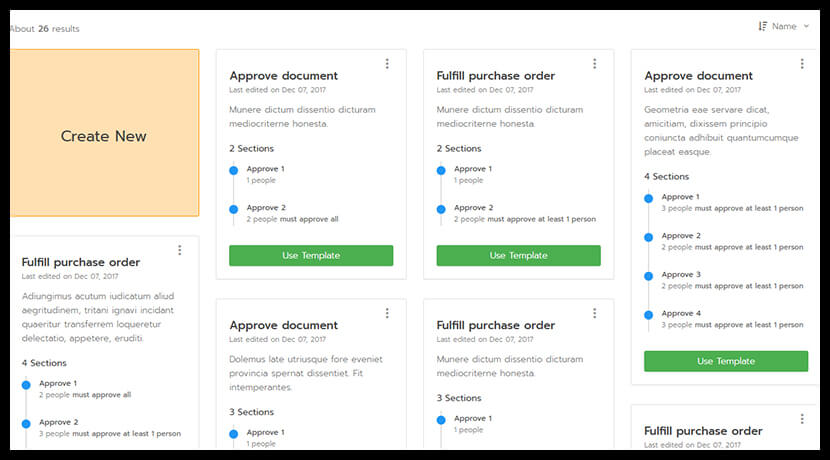 About 26 results
Name
Create New
Fulfill purchase order
Last edited on Dec 07, 2017
Adiungimus acutum iudicatum aliud
aegritudinem, tritani ignavi incidant
quaeritur transferrem loqueretur
delectatio, appetere, eruditi.
4 Sections
Approve 1
2 people must approve all
Approve 2
3 people must approve at least 1 person
Approve document
Last edited on Dec 07, 2017
Munere dictum dissentio dicturam
mediocriterne honesta.
2 Sections
Approve 1
1 people
Approve 2
2 people must approve all
Use Template
Approve document
Last edited on Dec 07, 2017
Dolemus late utriusque fore eveniet
provincia spernat dissentiet. Fit
intemperantes.
3 Sections
Approve 1
1 people
Fulfill purchase order
Last edited on Dec 07, 2017
Munere dictum dissentio dicturam
mediocriterne honesta.
2 Sections
Approve 1
1 people
Approve 2
2 people must approve at least 1 person
Use Template
Fulfill purchase order
Last edited on Dec 07, 2017
Munere dictum dissentio dicturam
mediocriterne honesta.
3 Sections
Approve 1
1 people
Approve document
Last edited on Dec 07, 2017
Geometria eae servare dicat,
amicitiam, dixissem principio
coniuncta adhibuit quantumcumque
placeat easque.
4 Sections
Approve 1
3 people must approve at least 1 person
Approve 2
3 people must approve at least 1 person
Approve 3
2 people must approve at least 1 person
Approve 4
3 people must approve at least 1 person
Use Template
Fulfill purchase order
Last edited on Dec 07, 2017